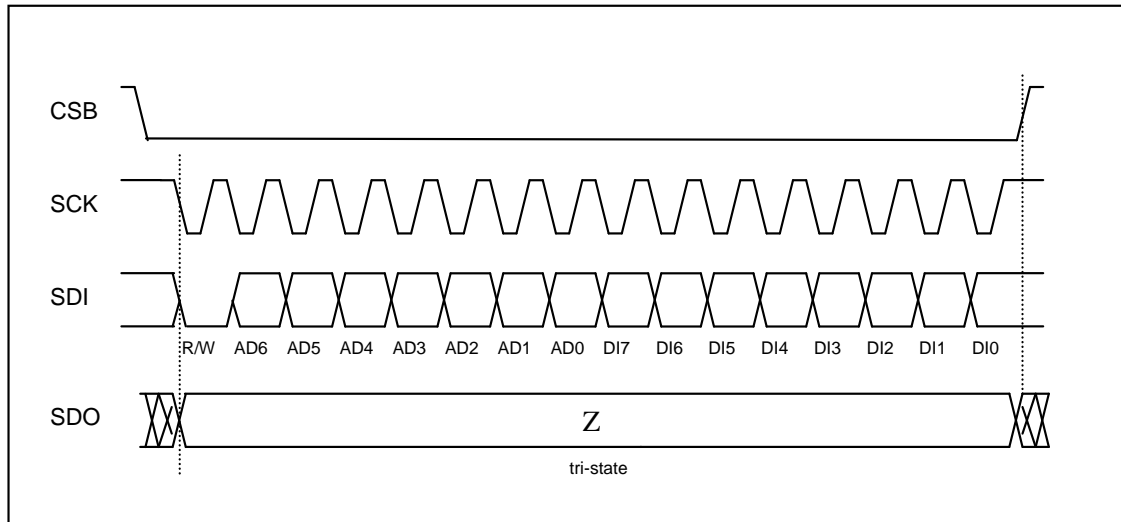 CSB
SCK
SDI
R/W AD6 AD5 AD4 AD3 AD2 AD1 AD0 DI7 DI6 DI5 DI4 DI3 DI2 DI1 DI0
SDO
Z
tri-state